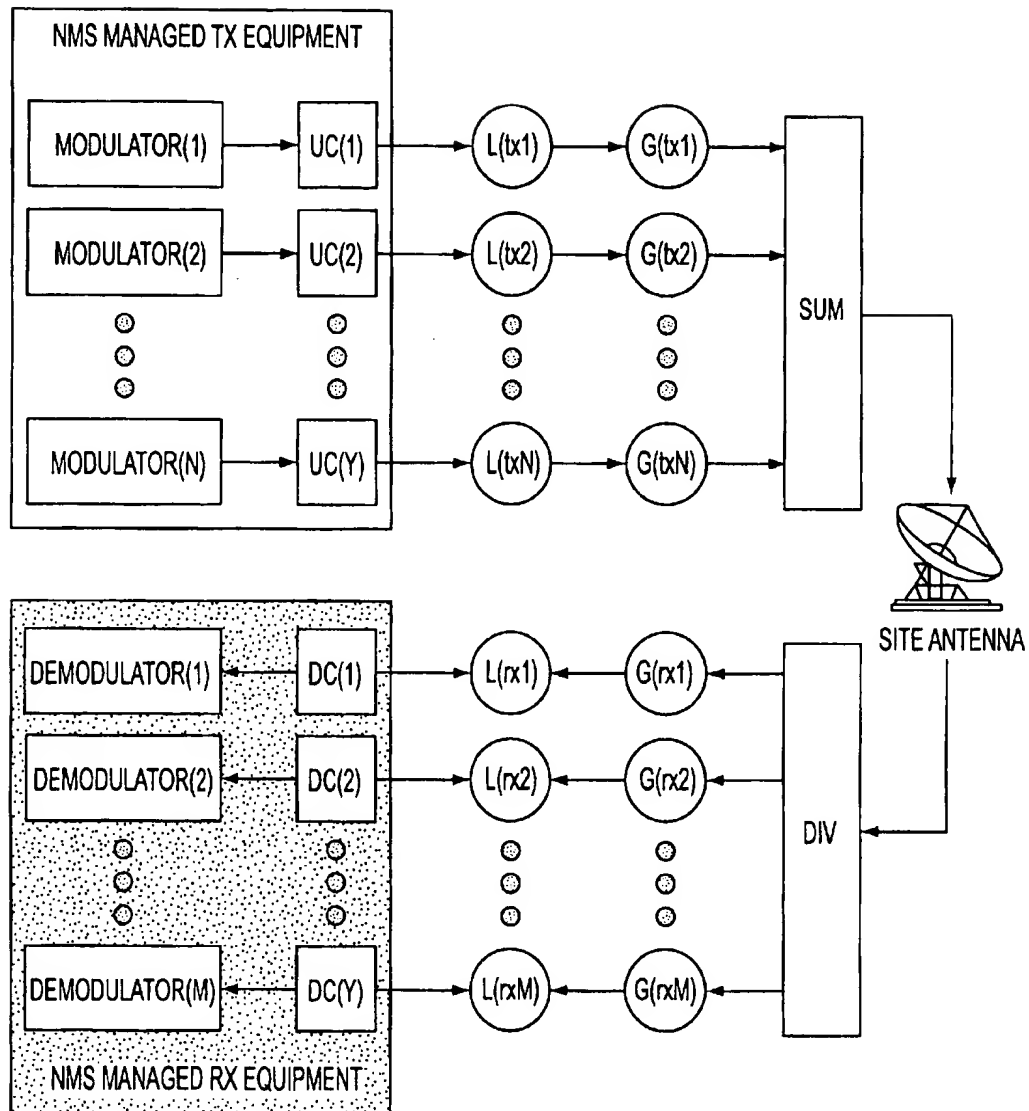 NMS MANAGED TX EQUIPMENT
MODULATOR(1) UC(1) L(tx1) G(tx1)
MODULATOR(2) UC(2) L(tx2) G(tx2)
SUM
MODULATOR(N) UC(Y) L(txN) G(txN)
SITE ANTENNA
DEMODULATOR(1) DC(1) L(rx1) G(rx1)
DEMODULATOR(2) DC(2) L(rx2) G(rx2)
DIV
DEMODULATOR(M) DC(Y) L(rxM) G(rxM)
NMS MANAGED RX EQUIPMENT